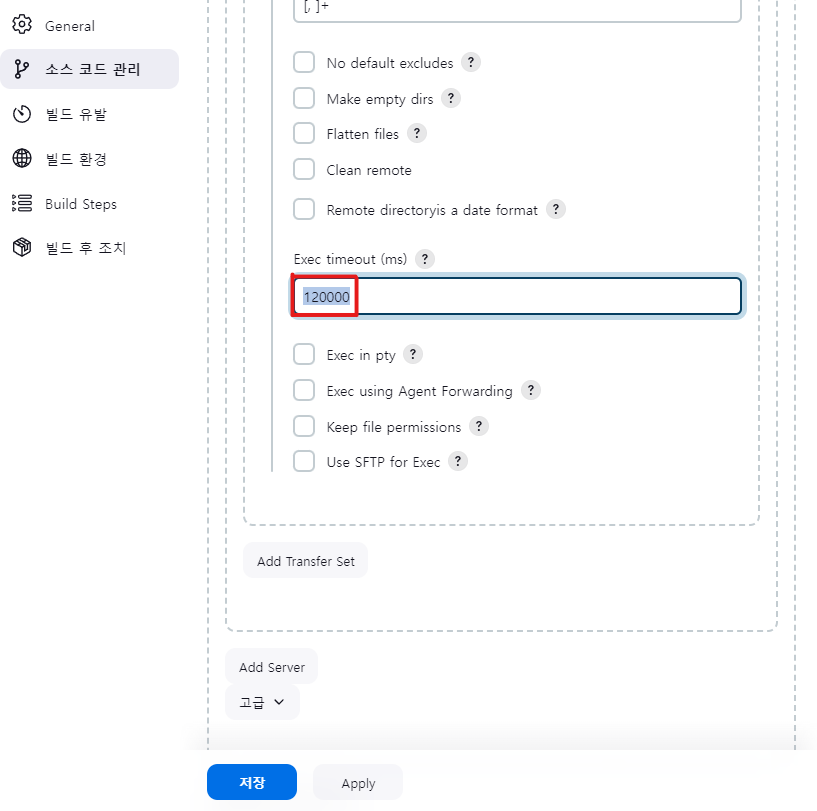 General
소스 코드 관리
빌드 유발
빌드 환경
Build Steps
빌드 후 조치
[, ]+
No default excludes ?
Make empty dirs ?
Flatten files ?
Clean remote
Remote directoryis a date format ?
Exec timeout (ms) ?
120000
Exec in pty ?
Exec using Agent Forwarding ?
Keep file permissions ?
Use SFTP for Exec ?
Add Transfer Set
Add Server
고급
저장
Apply